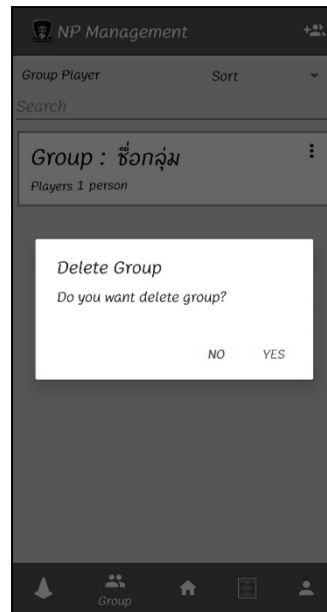 NP Management
Group Player
Sort
Search
Group : ชื่อกลุ่ม
Players 1 person
Delete Group
Do you want delete group?
NO YES
Group